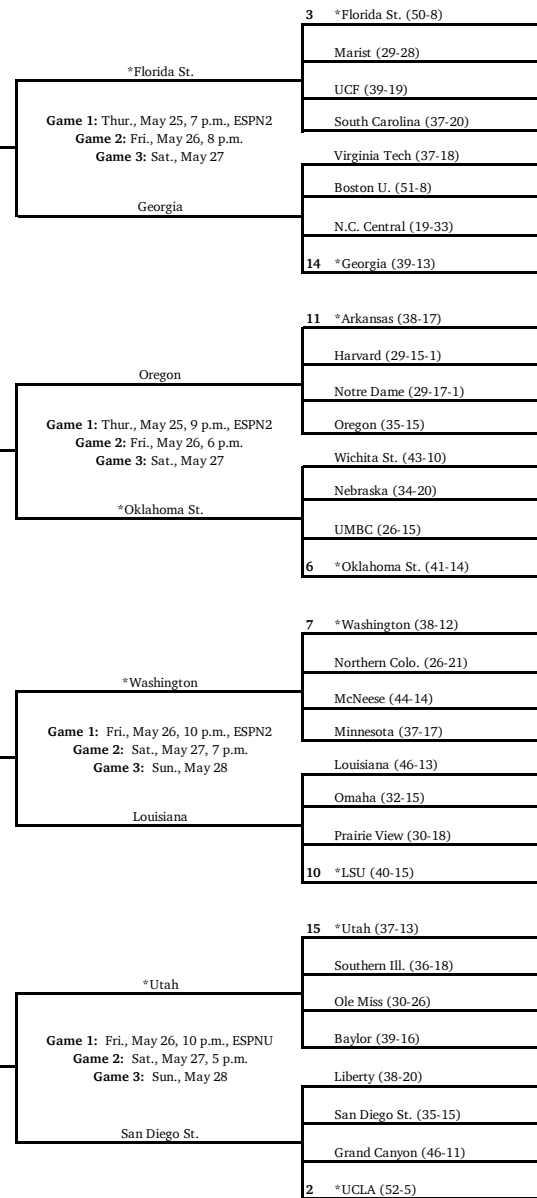 3 *Florida St. (50-8)
Marist (29-28)
*Florida St.
UCF (39-19)
Game 1: Thur., May 25, 7 p.m., ESPN2
South Carolina (37-20)
Game 2: Fri., May 26, 8 p.m.
Game 3: Sat., May 27
Virginia Tech (37-18)
Boston U. (51-8)
Georgia
N.C. Central (19-33)
14 *Georgia (39-13)
11 *Arkansas (38-17)
Harvard (29-15-1)
Oregon
Notre Dame (29-17-1)
Game 1: Thur., May 25, 9 p.m., ESPN2
Oregon (35-15)
Game 2: Fri., May 26, 6 p.m.
Game 3: Sat., May 27
Wichita St. (43-10)
Nebraska (34-20)
*Oklahoma St.
UMBC (26-15)
6 *Oklahoma St. (41-14)
7 *Washington (38-12)
Northern Colo. (26-21)
*Washington
McNeese (44-14)
Game 1: Fri., May 26, 10 p.m., ESPN2
Minnesota (37-17)
Game 2: Sat., May 27, 7 p.m.
Game 3: Sun., May 28
Louisiana (46-13)
Omaha (32-15)
Louisiana
Prairie View (30-18)
10 *LSU (40-15)
15 *Utah (37-13)
Southern Ill. (36-18)
*Utah
Ole Miss (30-26)
Game 1: Fri., May 26, 10 p.m., ESPNU
Baylor (39-16)
Game 2: Sat., May 27, 5 p.m.
Game 3: Sun., May 28
Liberty (38-20)
San Diego St. (35-15)
San Diego St.
Grand Canyon (46-11)
2 *UCLA (52-5)